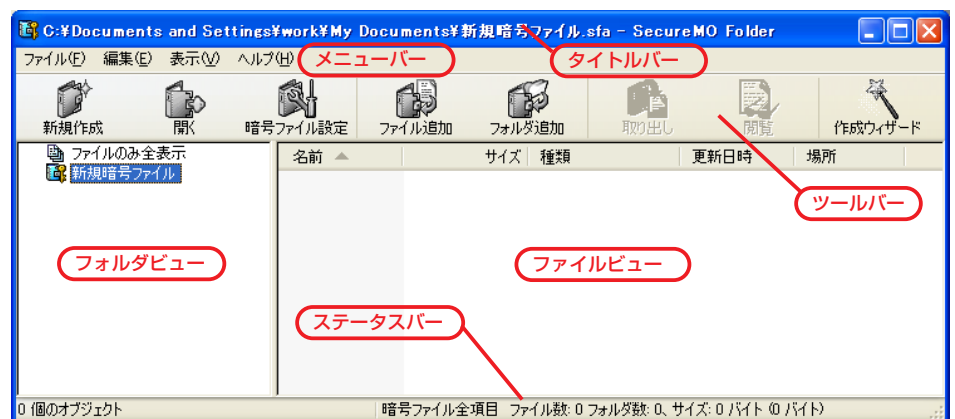 C:¥Documents and Settings¥work¥My Documents¥新規暗号ファイル.sfa - SecureMO Folder
ファイル(F) 編集(E) 表示(V) ヘルプ(H) メニューバー タイトルバー
新規作成 開く 暗号ファイル設定 ファイル追加 フォルダ追加 取り出し 閲覧 作成ウィザード
ファイルのみ全表示 名前 サイズ 種類 更新日時 場所
新規暗号ファイル
ツールバー
フォルダビュー ファイルビュー
ステータスバー
0 個のオブジェクト 暗号ファイル全項目 ファイル数: 0 フォルダ数: 0、サイズ: 0 バイト (0 バイト)